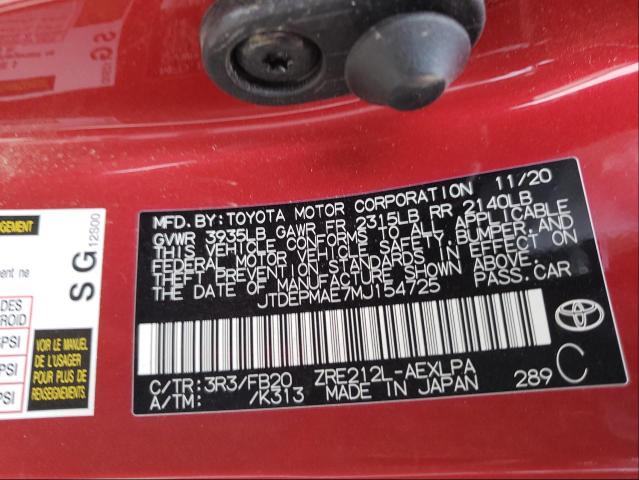 MFD. BY: TOYOTA MOTOR CORPORATION 11/20
GVWR 3935LB GAWR FR 2315LB RR 2140LB
THIS VEHICLE CONFORMS TO ALL APPLICABLE
FEDERAL MOTOR VEHICLE SAFETY, BUMPER, AND
THEFT PREVENTION STANDARDS IN EFFECT ON
THE DATE OF MANUFACTURE SHOWN ABOVE.
JTDEPMAE7MJ154725 PASS. CAR
C/TR: 3R3/FB20 ZRE212L-AEXLPA
A/TM: /K313 MADE IN JAPAN 289 C
SG 12S00
VOIR LE MANUEL
DE L'USAGER
POUR PLUS DE
RENSEIGNEMENTS
PSI
PSI